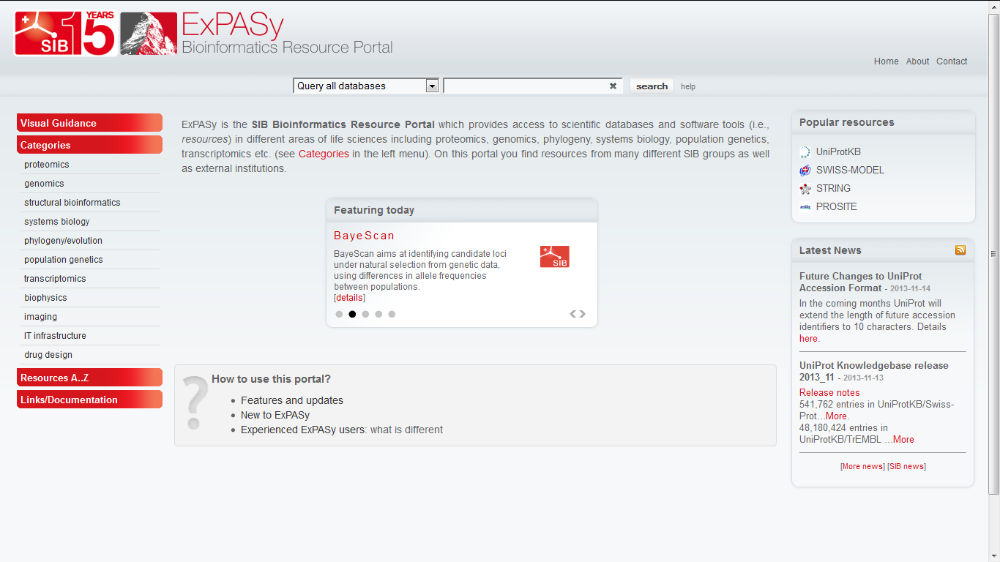 SIB
15 YEARS
ExPASy
Bioinformatics Resource Portal
Home About Contact
Query all databases
search help
Visual Guidance
Categories
proteomics
genomics
structural bioinformatics
systems biology
phylogeny/evolution
population genetics
transcriptomics
biophysics
imaging
IT infrastructure
drug design
Resources A..Z
Links/Documentation
ExPASy is the SIB Bioinformatics Resource Portal which provides access to scientific databases and software tools (i.e.,
resources) in different areas of life sciences including proteomics, genomics, phylogeny, systems biology, population genetics,
transcriptomics etc. (see Categories in the left menu). On this portal you find resources from many different SIB groups as well
as external institutions.
Featuring today
BayeScan
BayeScan aims at identifying candidate loci
under natural selection from genetic data,
using differences in allele frequencies
between populations.
[details]
SIB
How to use this portal?
Features and updates
New to ExPASy
Experienced ExPASy users: what is different
Popular resources
UniProtKB
SWISS-MODEL
STRING
PROSITE
Latest News
Future Changes to UniProt
Accession Format - 2013-11-14
In the coming months UniProt will
extend the length of future accession
identifiers to 10 characters. Details
here.
UniProt Knowledgebase release
2013_11 - 2013-11-13
Release notes
541,762 entries in UniProtKB/Swiss-
Prot...More.
48,180,424 entries in
UniProtKB/TrEMBL ...More
[More news] [SIB news]